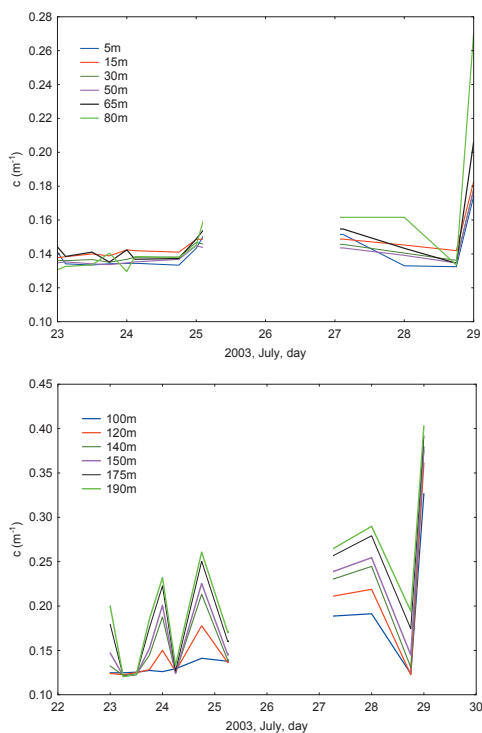 0.28
0.26
0.24
0.22
0.20
0.18
0.16
0.14
0.12
0.10
c (m⁻¹)
5m
15m
30m
50m
65m
80m
23 24 25 26 27 28 29
2003, July, day
0.45
0.40
0.35
0.30
0.25
0.20
0.15
0.10
c (m⁻¹)
100m
120m
140m
150m
175m
190m
22 23 24 25 26 27 28 29 30
2003, July, day